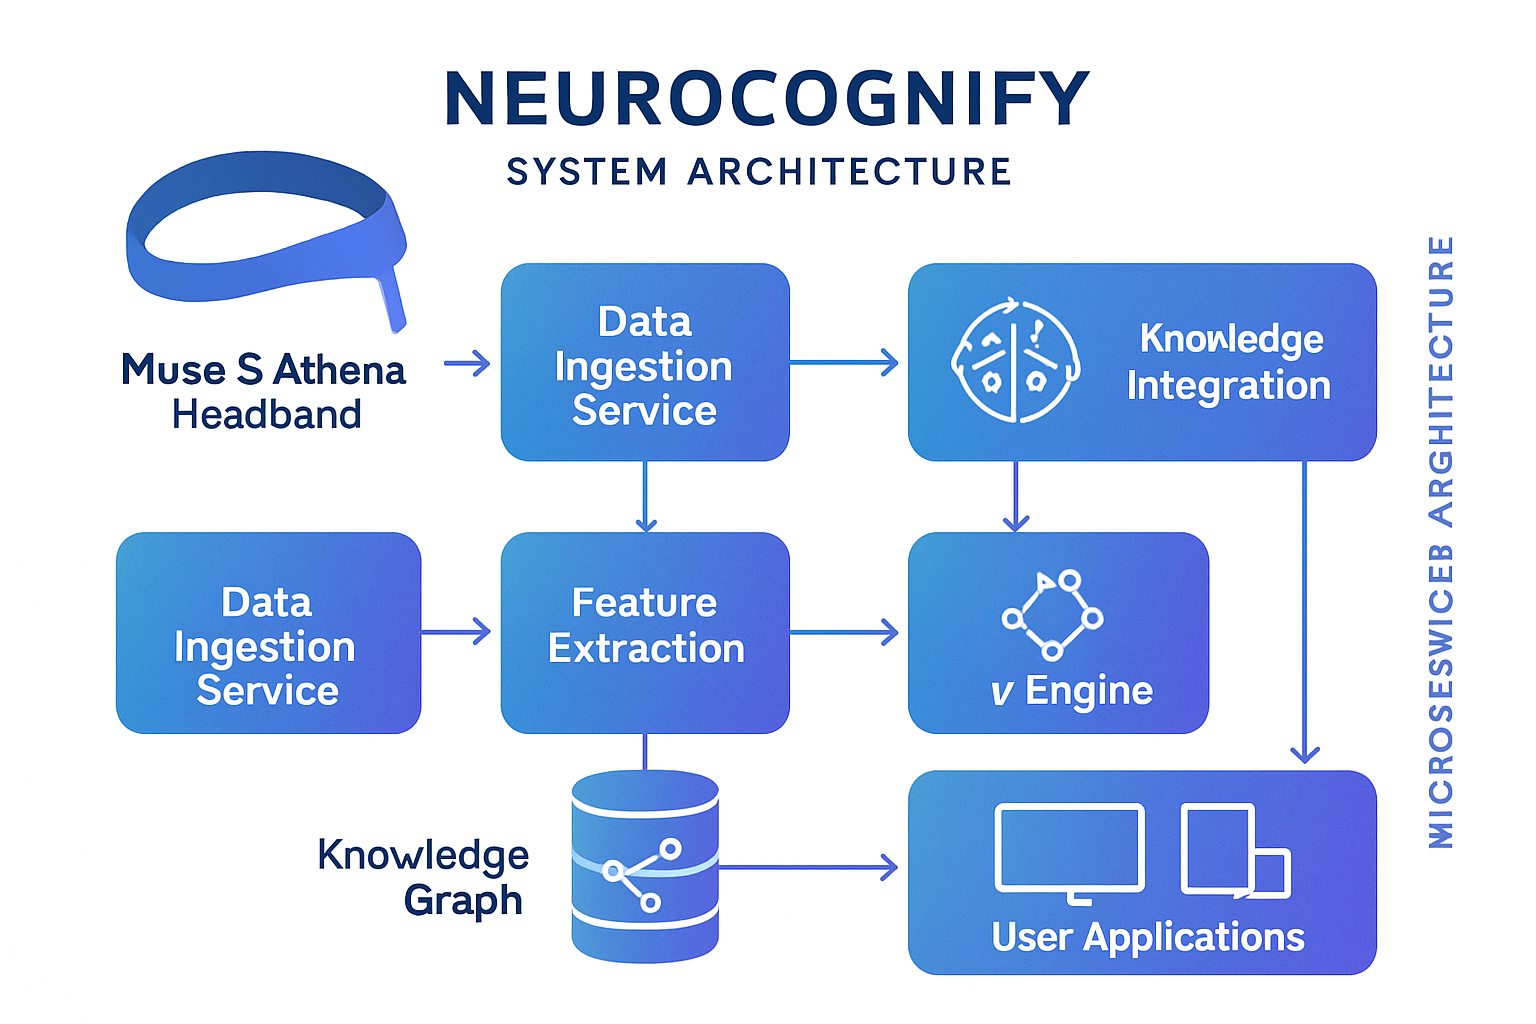 NEUROCOGNIFY
SYSTEM ARCHITECTURE
Muse S Athena
Headband
Data
Ingestion
Service
Knowledge
Integration
Data
Ingestion
Service
Feature
Extraction
v Engine
Knowledge
Graph
User Applications
MICROSESWICEB ARGHITECTURE